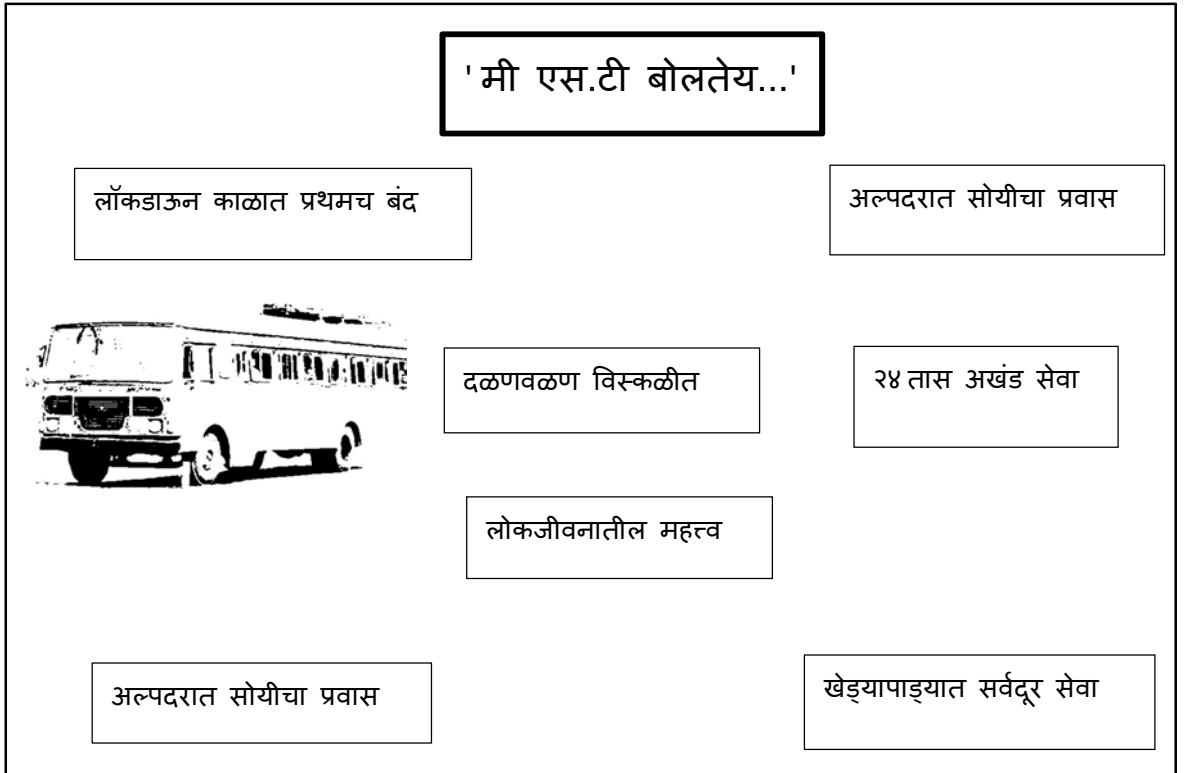 ' मी एस.टी बोलतेय...'
लॉकडाऊन काळात प्रथमच बंद
अल्पदरात सोयीचा प्रवास
दळणवळण विस्कळीत
२४ तास अखंड सेवा
लोकजीवनातील महत्त्व
अल्पदरात सोयीचा प्रवास
खेड्यापाड्यात सर्वदूर सेवा